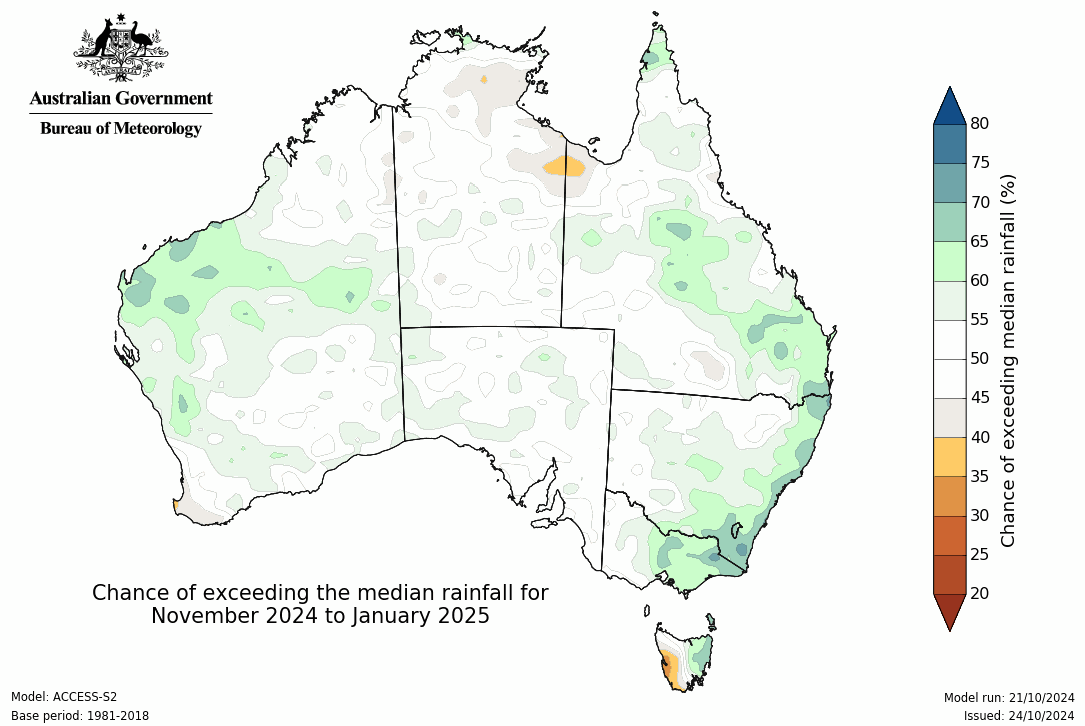 AUSTRALIA
Australian Government
Bureau of Meteorology
Chance of exceeding the median rainfall for
November 2024 to January 2025
Model: ACCESS-S2
Base period: 1981-2018
80
75
70
65
60
55
50
45
40
35
30
25
20
Chance of exceeding median rainfall (%)
Model run: 21/10/2024
Issued: 24/10/2024